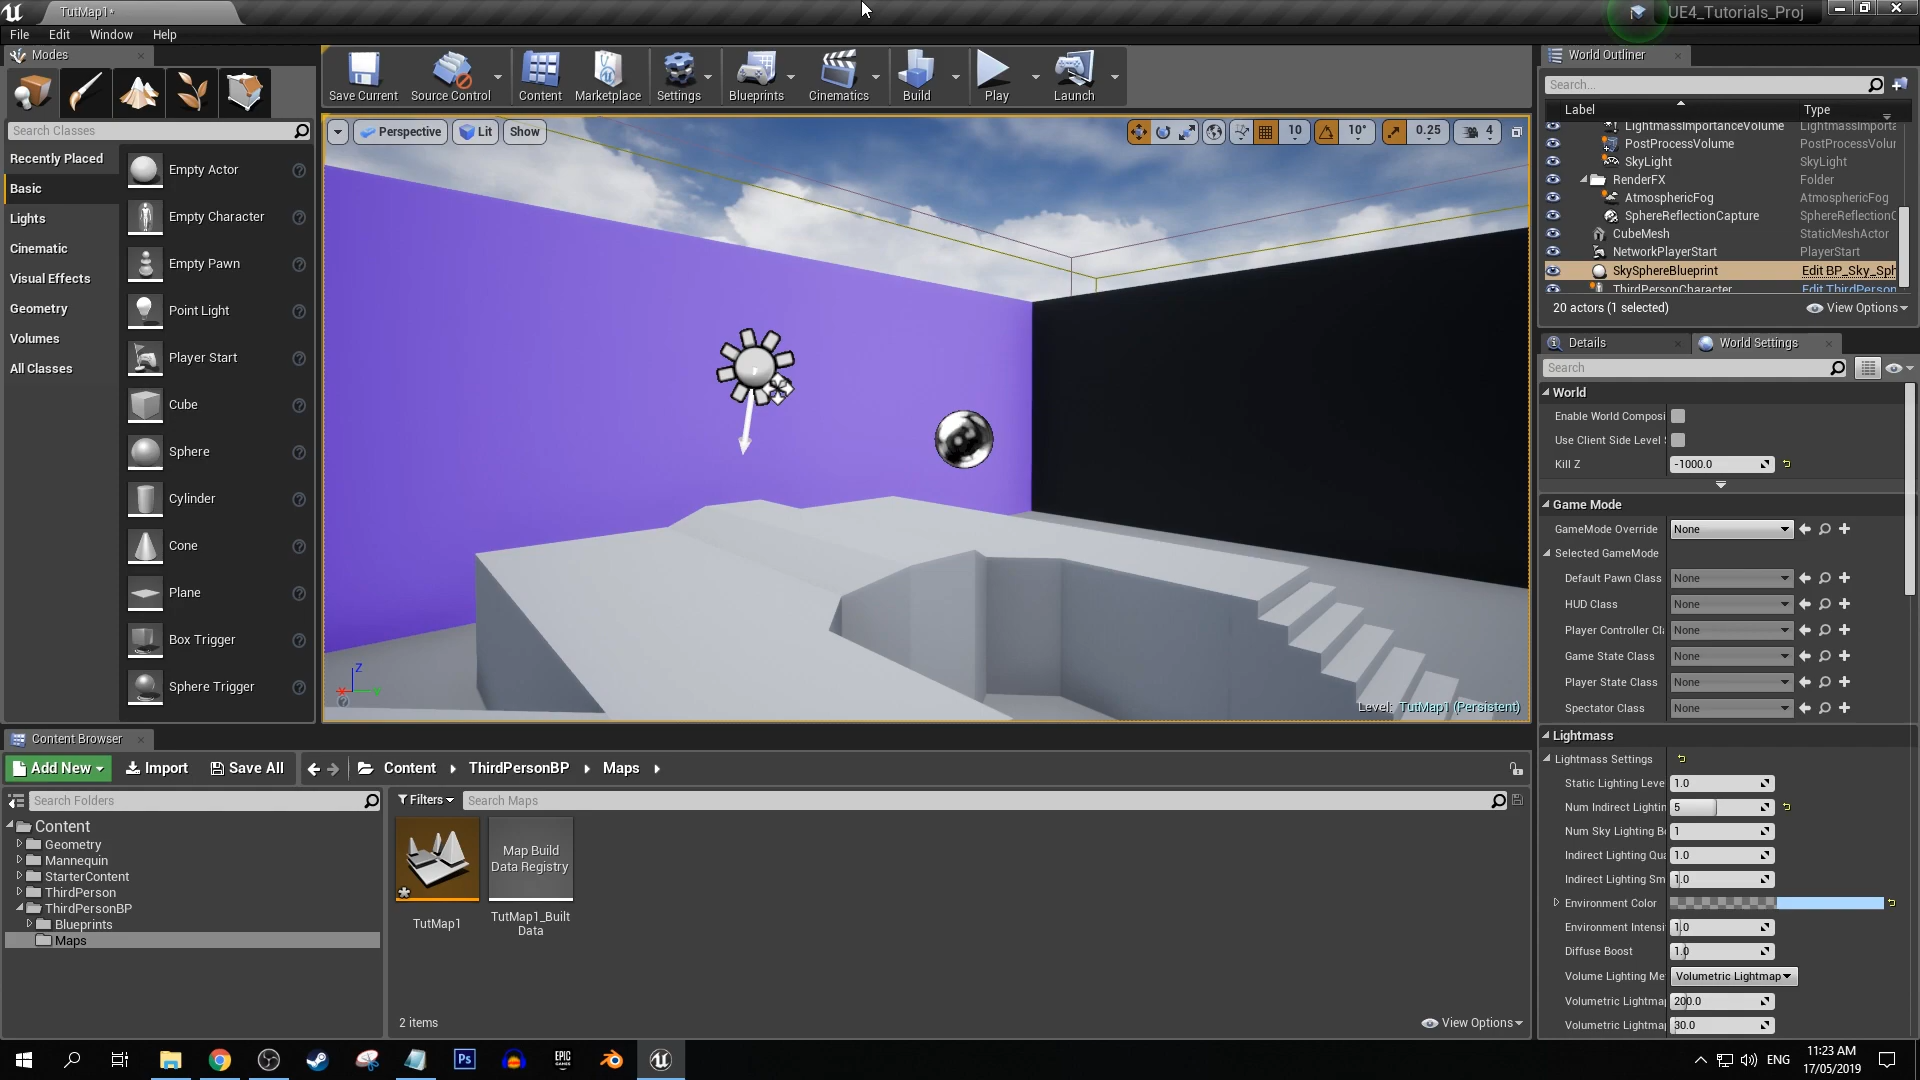 TutMap1*
UE4_Tutorials_Proj
File Edit Window Help
Modes
Search Classes
Recently Placed
Basic
Lights
Cinematic
Visual Effects
Geometry
Volumes
All Classes
Empty Actor
Empty Character
Empty Pawn
Point Light
Player Start
Cube
Sphere
Cylinder
Cone
Plane
Box Trigger
Sphere Trigger
Save Current
Source Control
Content
Marketplace
Settings
Blueprints
Cinematics
Build
Play
Launch
Perspective Lit Show
10 10° 0.25 4
Z
Level: TutMap1 (Persistent)
World Outliner
Search...
Label Type
LightmassImportanceVolume LightmassImporta
PostProcessVolume PostProcessVolur
SkyLight SkyLight
RenderFX Folder
AtmosphericFog AtmosphericFog
SphereReflectionCapture SphereReflectionC
CubeMesh StaticMeshActor
NetworkPlayerStart PlayerStart
SkySphereBlueprint Edit BP_Sky_Sph
ThirdPersonCharacter Edit ThirdPerson
20 actors (1 selected) View Options
Details World Settings
Search
World
Enable World Composi
Use Client Side Level
Kill Z -1000.0
Game Mode
GameMode Override None
Selected GameMode
Default Pawn Class None
HUD Class None
Player Controller Cl None
Game State Class None
Player State Class None
Spectator Class None
Lightmass
Lightmass Settings
Static Lighting Leve 1.0
Num Indirect Lightin 5
Num Sky Lighting B 1
Indirect Lighting Qua 1.0
Indirect Lighting Sm 1.0
Environment Color
Environment Intensi 1.0
Diffuse Boost 1.0
Volume Lighting Me Volumetric Lightmap
Volumetric Lightma 200.0
Volumetric Lightma 30.0
Content Browser
Add New Import Save All Content ThirdPersonBP Maps
Search Folders
Content
Geometry
Mannequin
StarterContent
ThirdPerson
ThirdPersonBP
Blueprints
Maps
Filters Search Maps
TutMap1
Map Build
Data Registry
TutMap1_Built
Data
2 items View Options
Ps
EPIC
GAMES
ENG
11:23 AM
17/05/2019